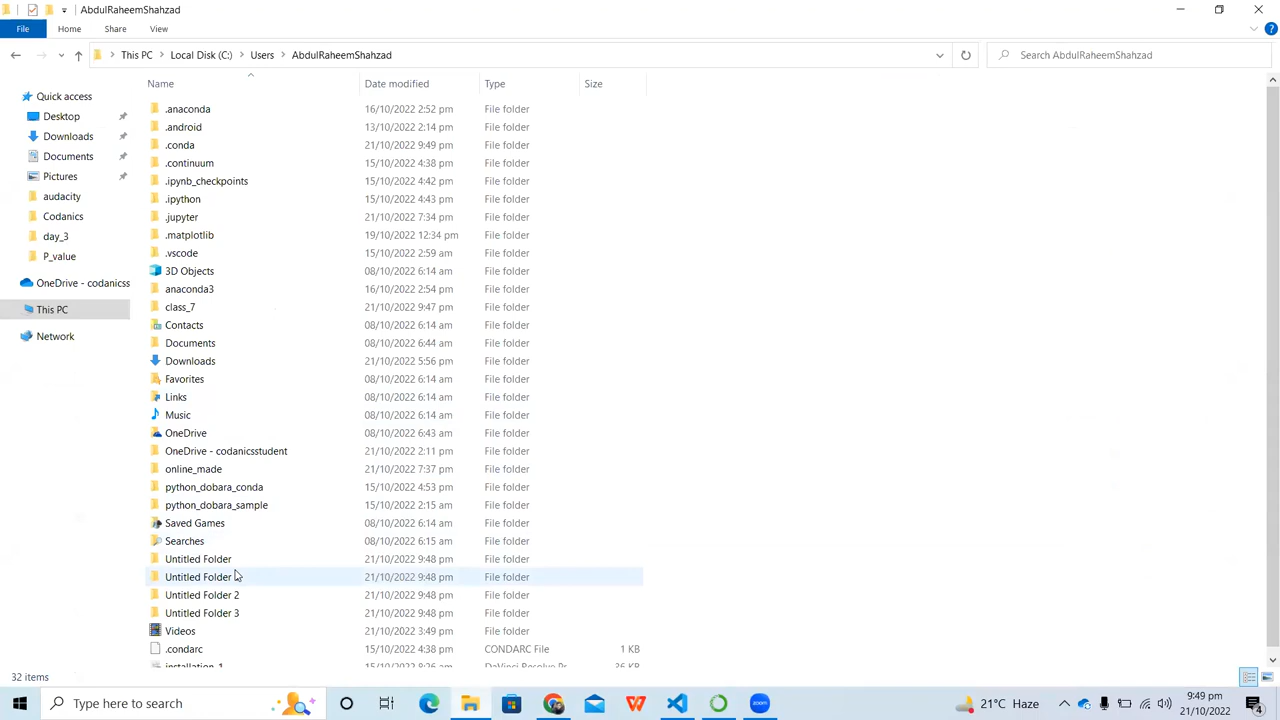 AbdulRaheemShahzad
File Home Share View
This PC Local Disk (C:) Users AbdulRaheemShahzad Search AbdulRaheemShahzad
Name Date modified Type Size
Quick access
Desktop
Downloads
Documents
Pictures
audacity
Codanics
day_3
P_value
OneDrive - codanicss
This PC
Network
.anaconda 16/10/2022 2:52 pm File folder
.android 13/10/2022 2:14 pm File folder
.conda 21/10/2022 9:49 pm File folder
.continuum 15/10/2022 4:38 pm File folder
.ipynb_checkpoints 15/10/2022 4:42 pm File folder
.ipython 15/10/2022 4:43 pm File folder
.jupyter 21/10/2022 7:34 pm File folder
.matplotlib 19/10/2022 12:34 pm File folder
.vscode 15/10/2022 2:59 am File folder
3D Objects 08/10/2022 6:14 am File folder
anaconda3 16/10/2022 2:54 pm File folder
class_7 21/10/2022 9:47 pm File folder
Contacts 08/10/2022 6:14 am File folder
Documents 08/10/2022 6:44 am File folder
Downloads 21/10/2022 5:56 pm File folder
Favorites 08/10/2022 6:14 am File folder
Links 08/10/2022 6:14 am File folder
Music 08/10/2022 6:14 am File folder
OneDrive 08/10/2022 6:43 am File folder
OneDrive - codanicsstudent 21/10/2022 2:11 pm File folder
online_made 21/10/2022 7:37 pm File folder
python_dobara_conda 15/10/2022 4:53 pm File folder
python_dobara_sample 15/10/2022 2:15 am File folder
Saved Games 08/10/2022 6:14 am File folder
Searches 08/10/2022 6:15 am File folder
Untitled Folder 21/10/2022 9:48 pm File folder
Untitled Folder 21/10/2022 9:48 pm File folder
Untitled Folder 2 21/10/2022 9:48 pm File folder
Untitled Folder 3 21/10/2022 9:48 pm File folder
Videos 21/10/2022 3:49 pm File folder
.condarc 15/10/2022 4:38 pm CONDARC File 1 KB
installation_1 15/10/2022 8:26 am DaVinci Resolve Pr 36 KB
32 items
Type here to search
zoom
21°C Haze
9:49 pm
21/10/2022
4